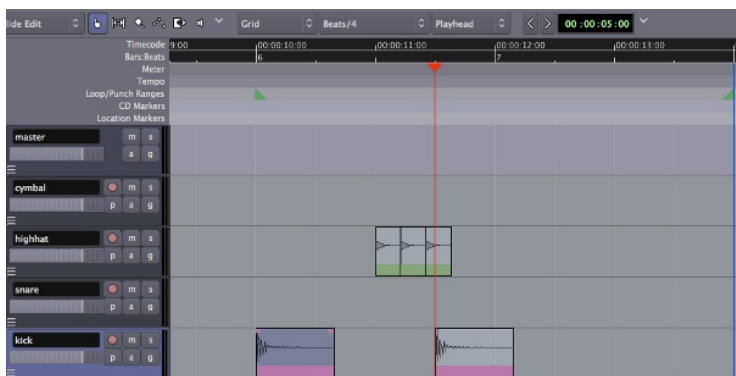 lide Edit Grid Beats/4 Playhead 00:00:05:00
Timecode 9:00 00:00:10:00 00:00:11:00 00:00:12:00 00:00:13:00
Bars:Beats 6 7
Meter
Tempo
Loop/Punch Ranges
CD Markers
Location Markers
master m s
a g
cymbal m s
p a g
highhat m s
p a g
snare m s
p a g
kick m s
p a g